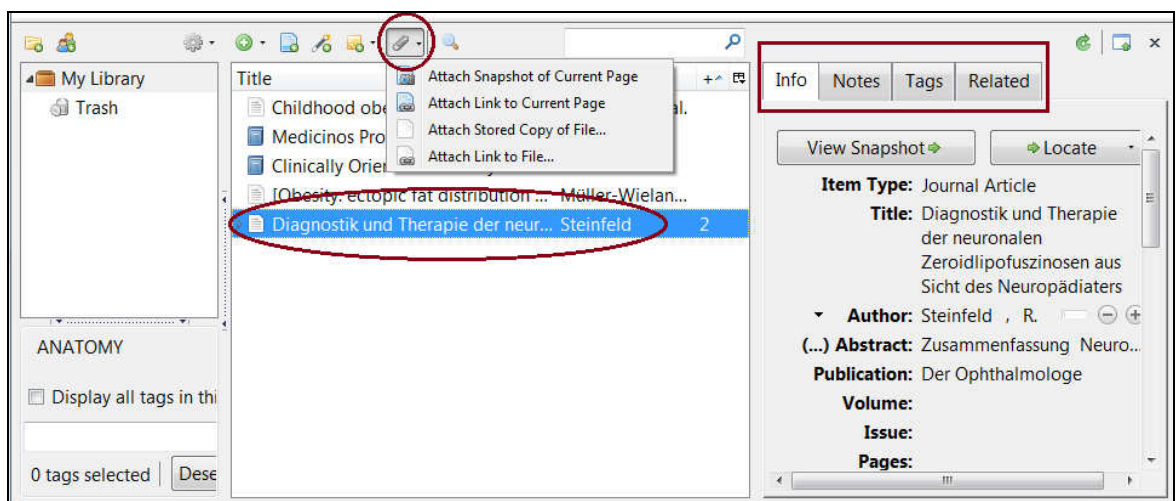 My Library
Trash
ANATOMY
Display all tags in thi
0 tags selected
Dese
Title
Childhood obe
al.
Medicinos Pro
Clinically Orien
[Obesity: ectopic fat distribution ... Müller-Wielan...
Diagnostik und Therapie der neur... Steinfeld 2
Attach Snapshot of Current Page
Attach Link to Current Page
Attach Stored Copy of File...
Attach Link to File...
Info Notes Tags Related
View Snapshot Locate
Item Type: Journal Article
Title: Diagnostik und Therapie
der neuronalen
Zeroidlipofuszinosen aus
Sicht des Neuropädiaters
Author: Steinfeld , R.
(...) Abstract: Zusammenfassung Neuro...
Publication: Der Ophthalmologe
Volume:
Issue:
Pages: